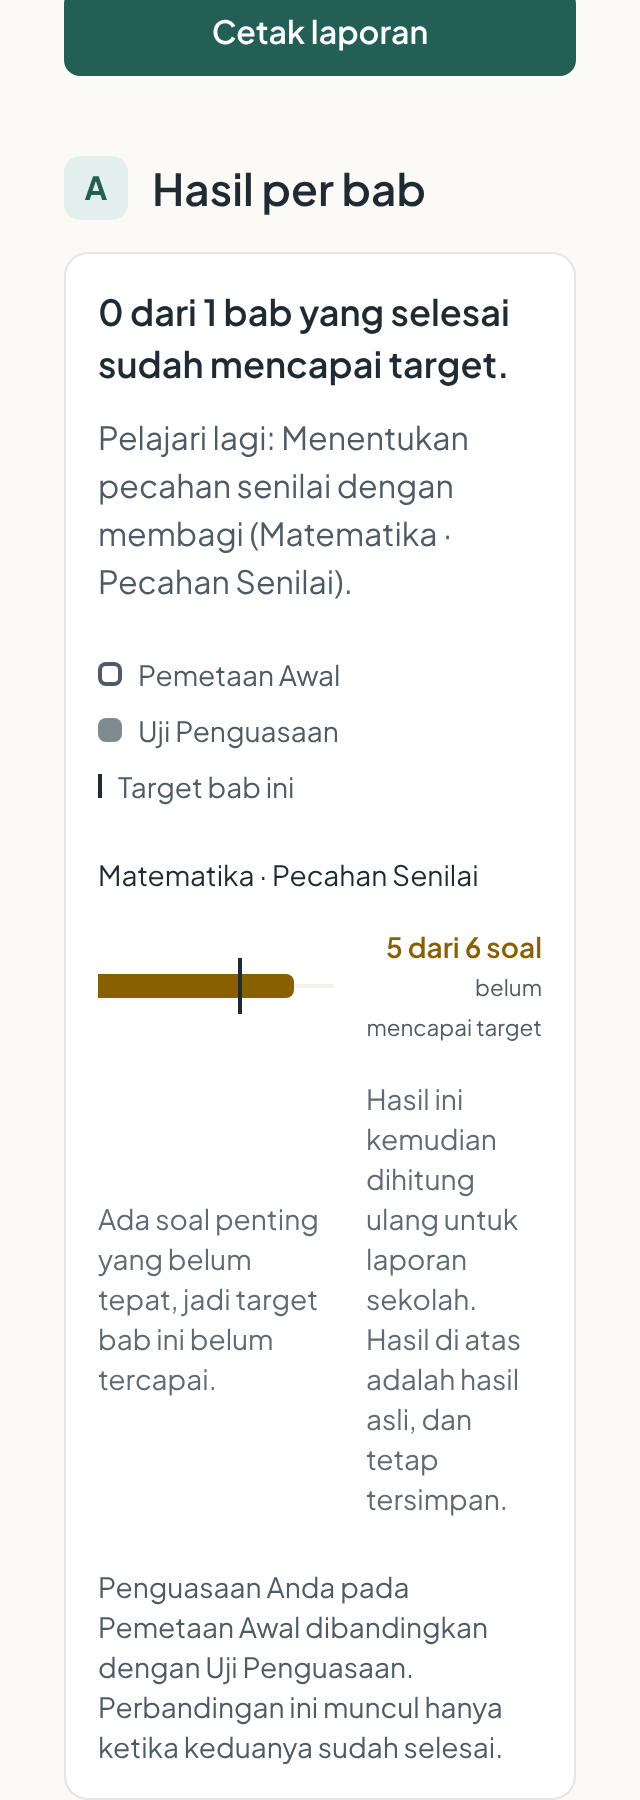 Cetak laporan
A
Hasil per bab
0 dari 1 bab yang selesai
sudah mencapai target.
Pelajari lagi: Menentukan
pecahan senilai dengan
membagi (Matematika ·
Pecahan Senilai).
Pemetaan Awal
Uji Penguasaan
Target bab ini
Matematika · Pecahan Senilai
5 dari 6 soal
belum
mencapai target
Ada soal penting
yang belum
tepat, jadi target
bab ini belum
tercapai.
Hasil ini
kemudian
dihitung
ulang untuk
laporan
sekolah.
Hasil di atas
adalah hasil
asli, dan
tetap
tersimpan.
Penguasaan Anda pada
Pemetaan Awal dibandingkan
dengan Uji Penguasaan.
Perbandingan ini muncul hanya
ketika keduanya sudah selesai.